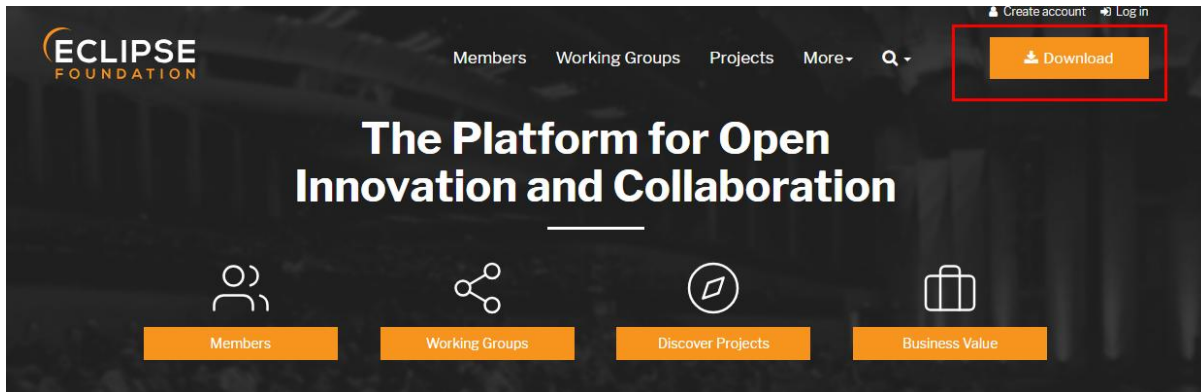 Create account Log in
ECLIPSE
FOUNDATION
Members Working Groups Projects More
Download
The Platform for Open
Innovation and Collaboration
Members Working Groups Discover Projects Business Value